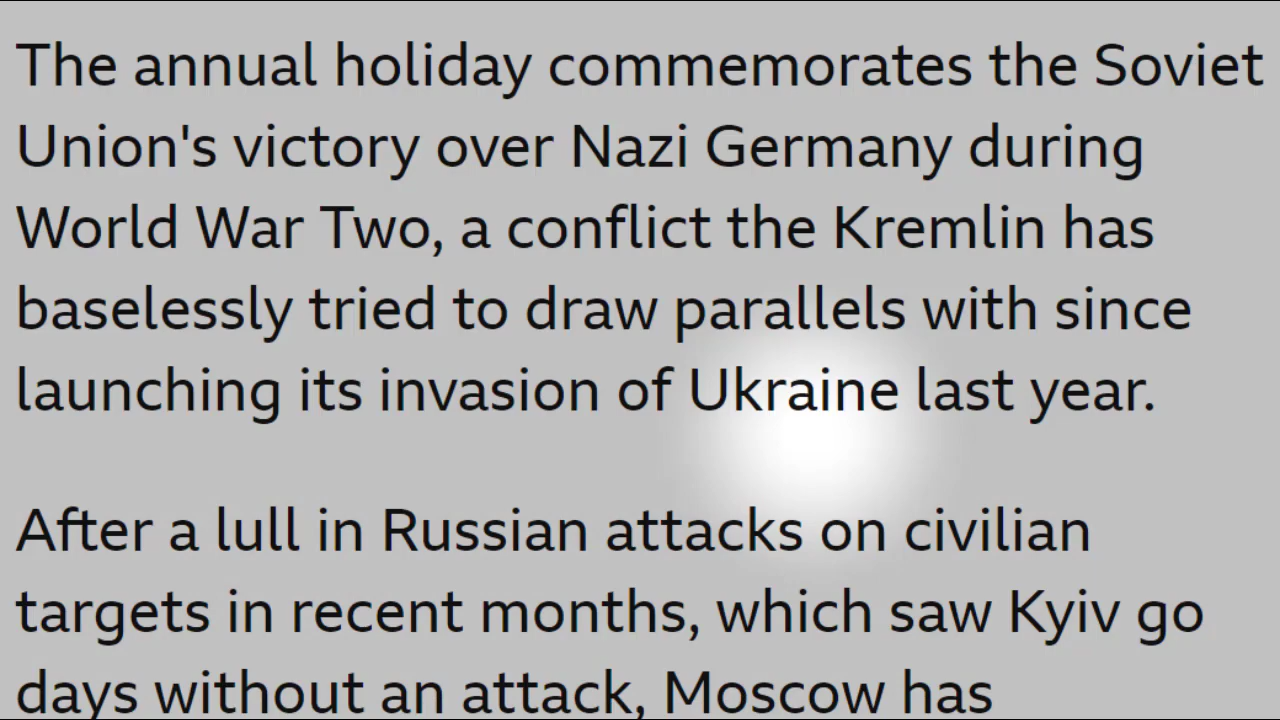 The annual holiday commemorates the Soviet
Union's victory over Nazi Germany during
World War Two, a conflict the Kremlin has
baselessly tried to draw parallels with since
launching its invasion of Ukraine last year.
After a lull in Russian attacks on civilian
targets in recent months, which saw Kyiv go
days without an attack, Moscow has